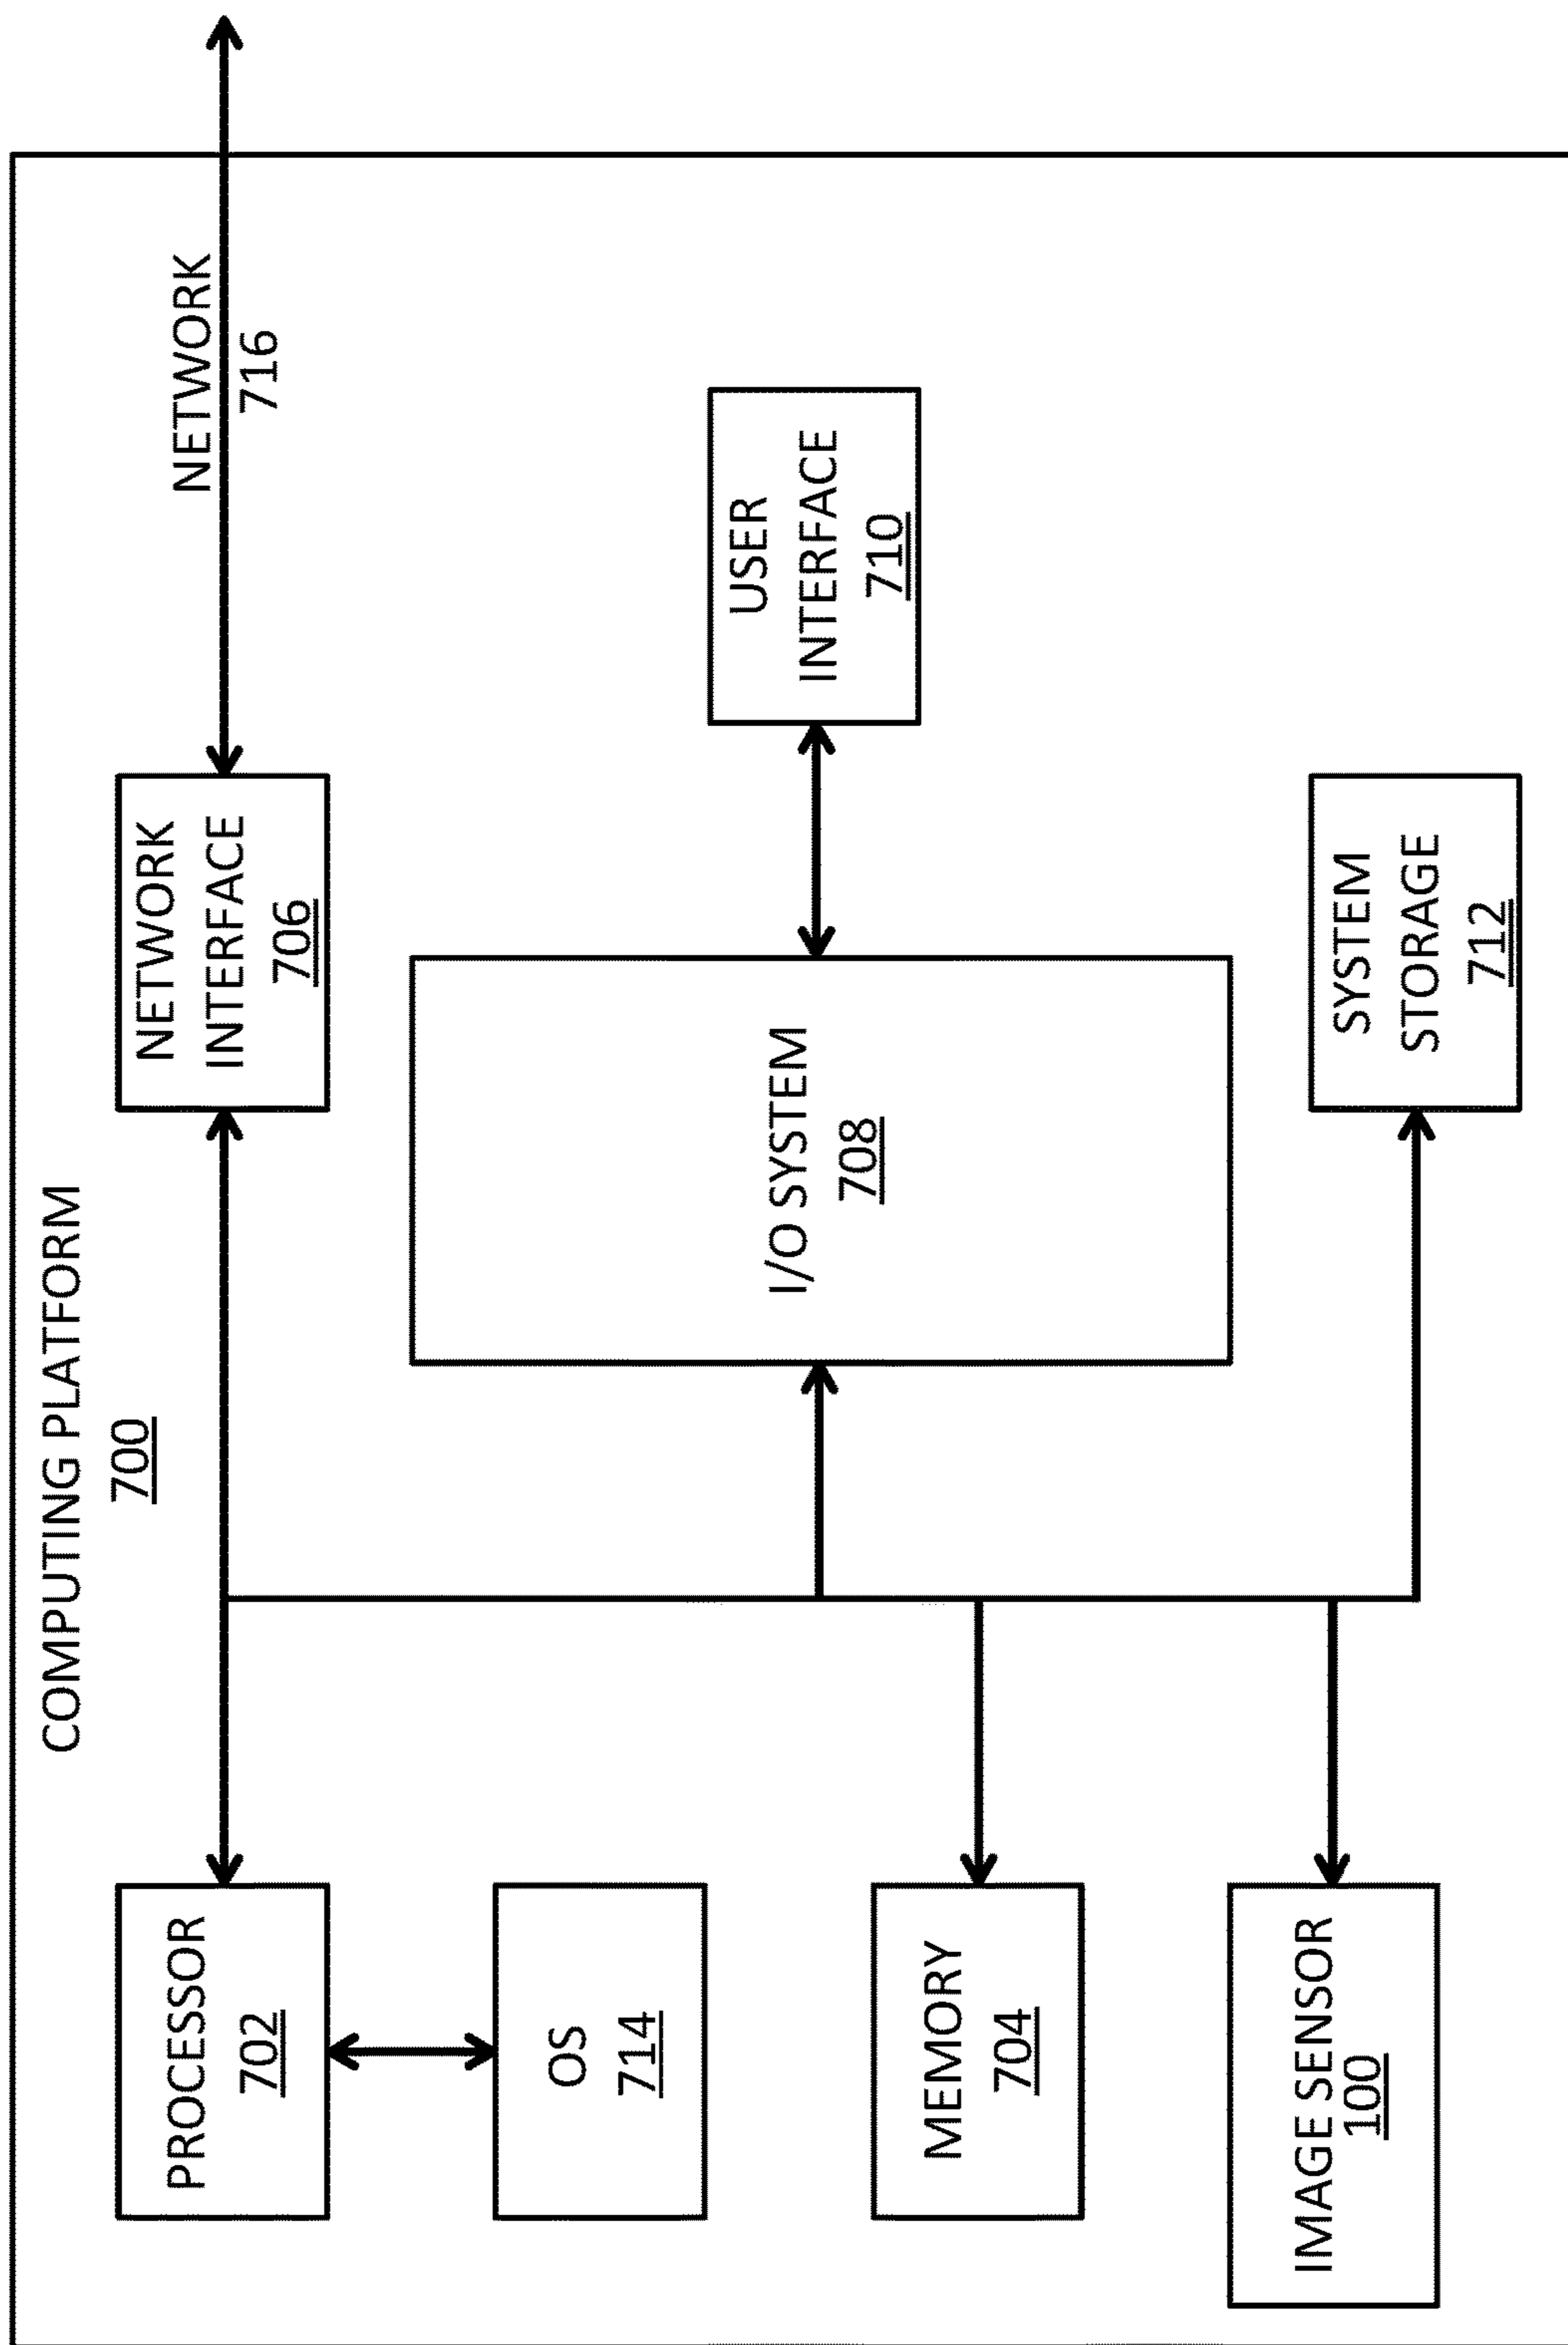 COMPUTING PLATFORM
700
PROCESSOR
702
NETWORK
INTERFACE
706
NETWORK
716
OS
714
I/O SYSTEM
708
USER
INTERFACE
710
MEMORY
704
IMAGE SENSOR
100
SYSTEM
STORAGE
712